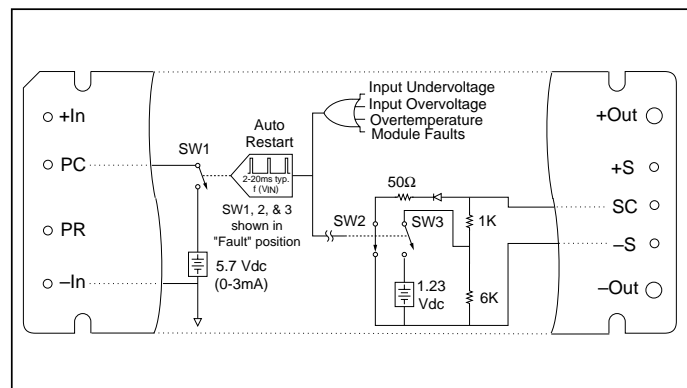 +In
PC
PR
–In
SW1
Auto
Restart
2-20ms typ.
f (VIN)
SW1, 2, & 3
shown in
"Fault" position
5.7 Vdc
(0-3mA)
Input Undervoltage
Input Overvoltage
Overtemperature
Module Faults
50Ω
SW2
SW3
1K
1.23
Vdc
6K
+Out
+S
SC
–S
–Out